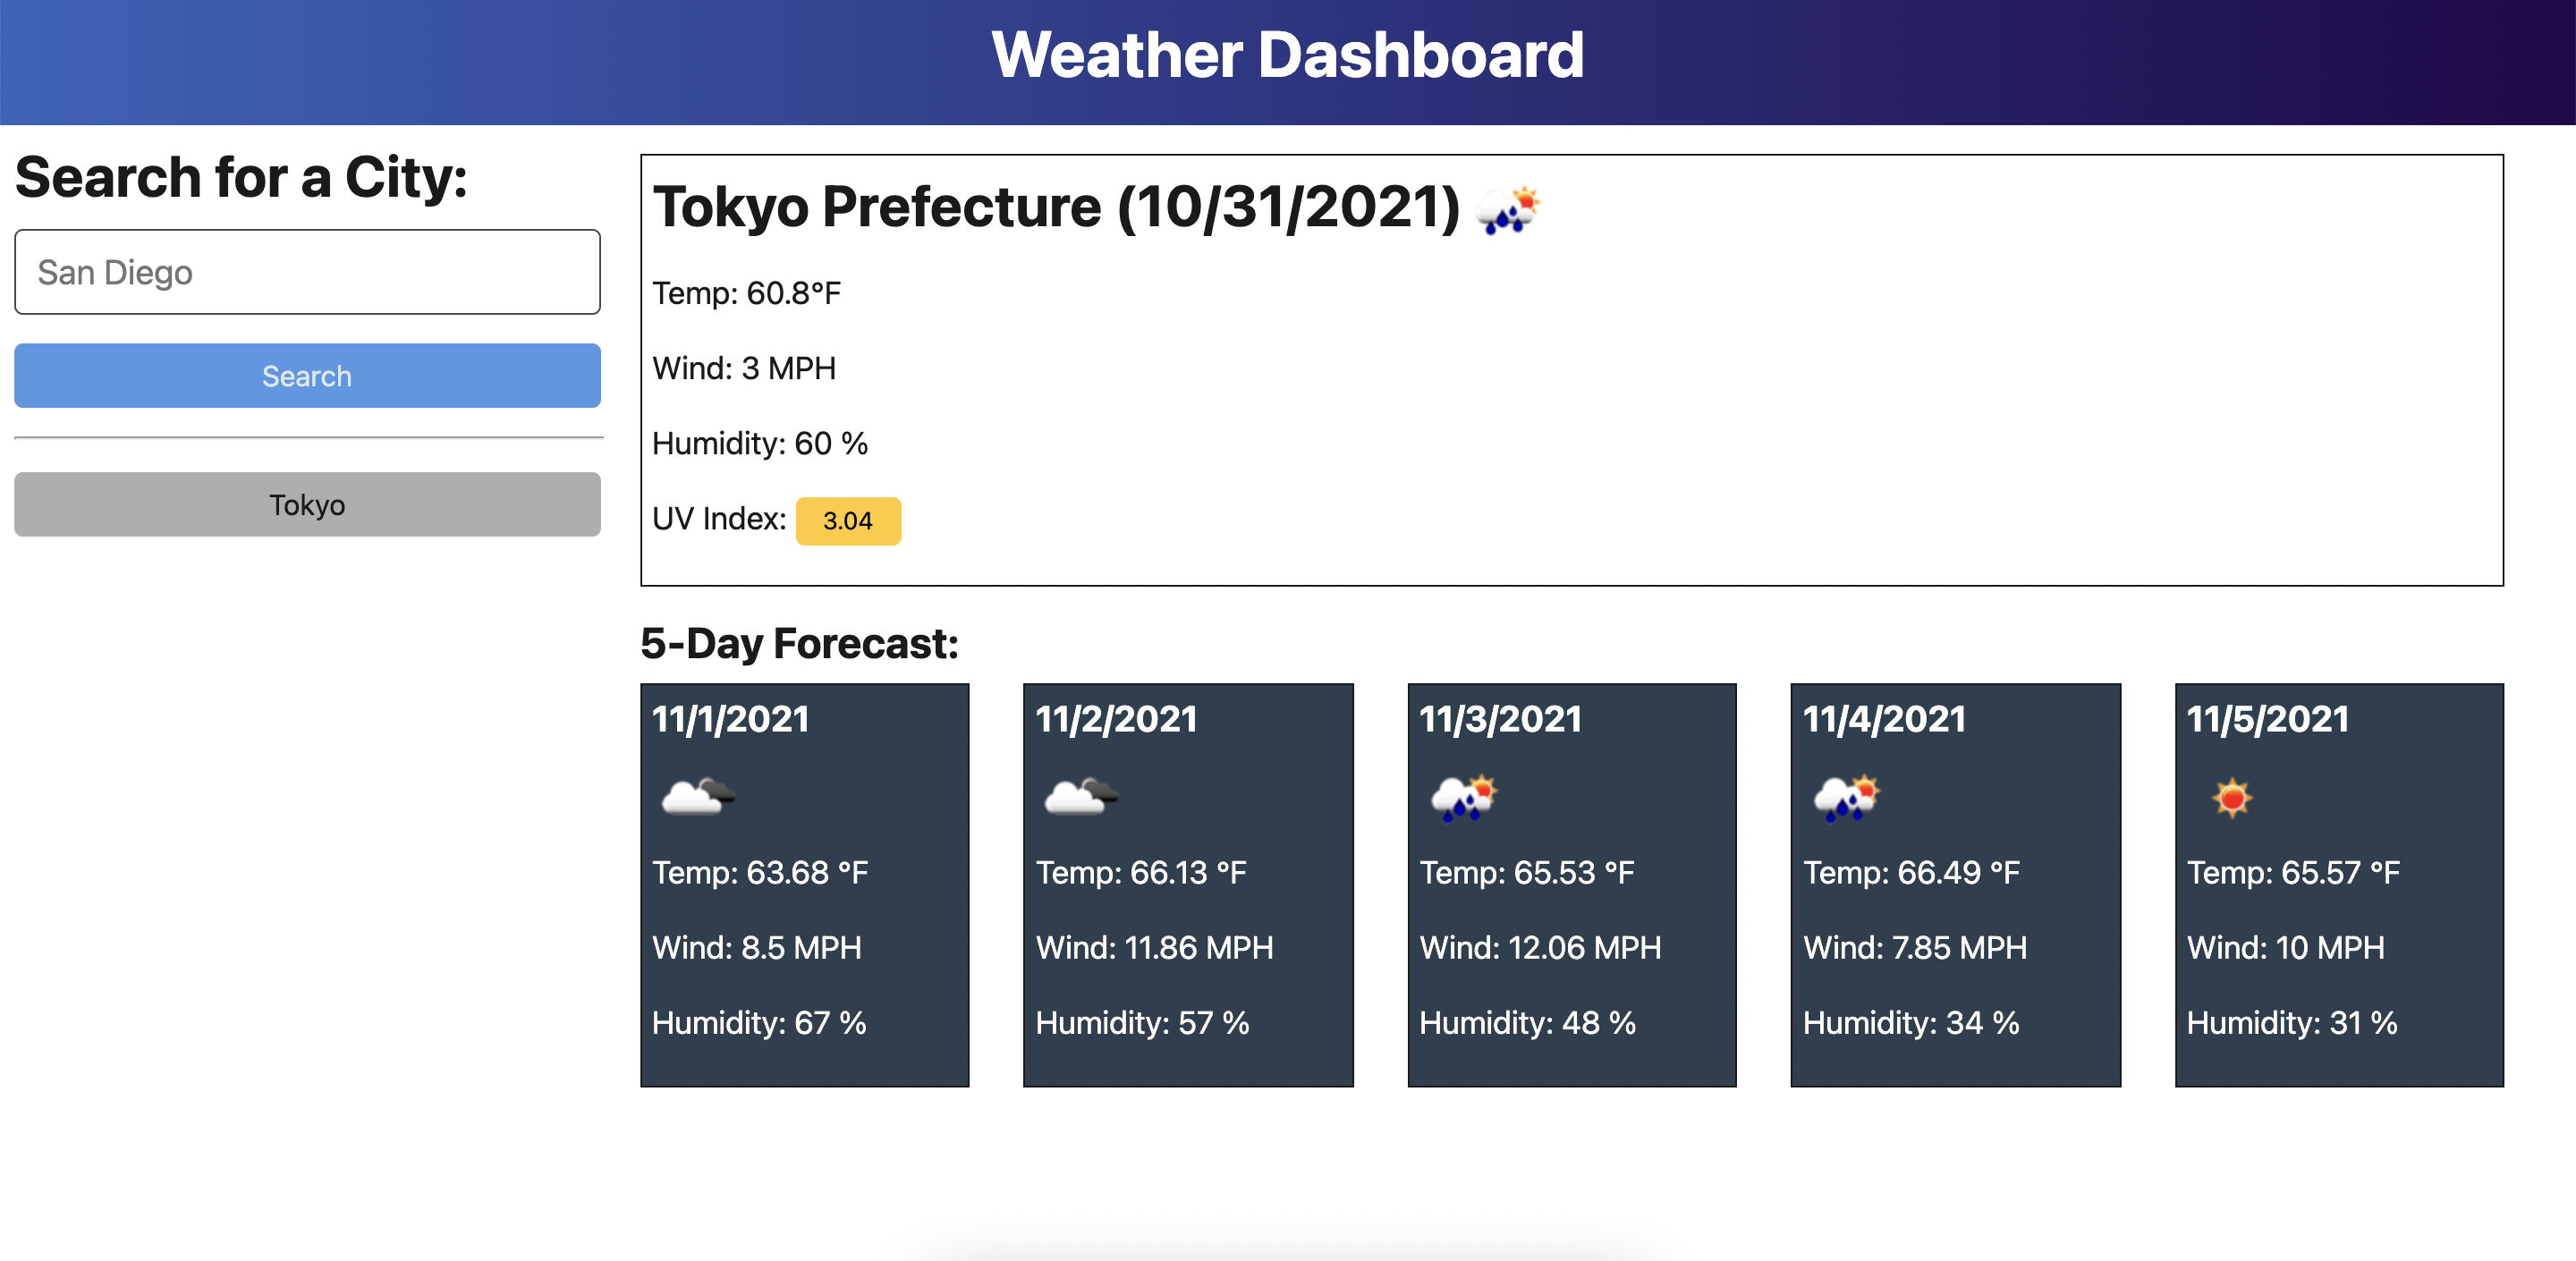 Weather Dashboard
Search for a City:
San Diego
Search
Tokyo
Tokyo Prefecture (10/31/2021)
Temp: 60.8°F
Wind: 3 MPH
Humidity: 60 %
UV Index: 3.04
5-Day Forecast:
11/1/2021
Temp: 63.68 °F
Wind: 8.5 MPH
Humidity: 67 %
11/2/2021
Temp: 66.13 °F
Wind: 11.86 MPH
Humidity: 57 %
11/3/2021
Temp: 65.53 °F
Wind: 12.06 MPH
Humidity: 48 %
11/4/2021
Temp: 66.49 °F
Wind: 7.85 MPH
Humidity: 34 %
11/5/2021
Temp: 65.57 °F
Wind: 10 MPH
Humidity: 31 %